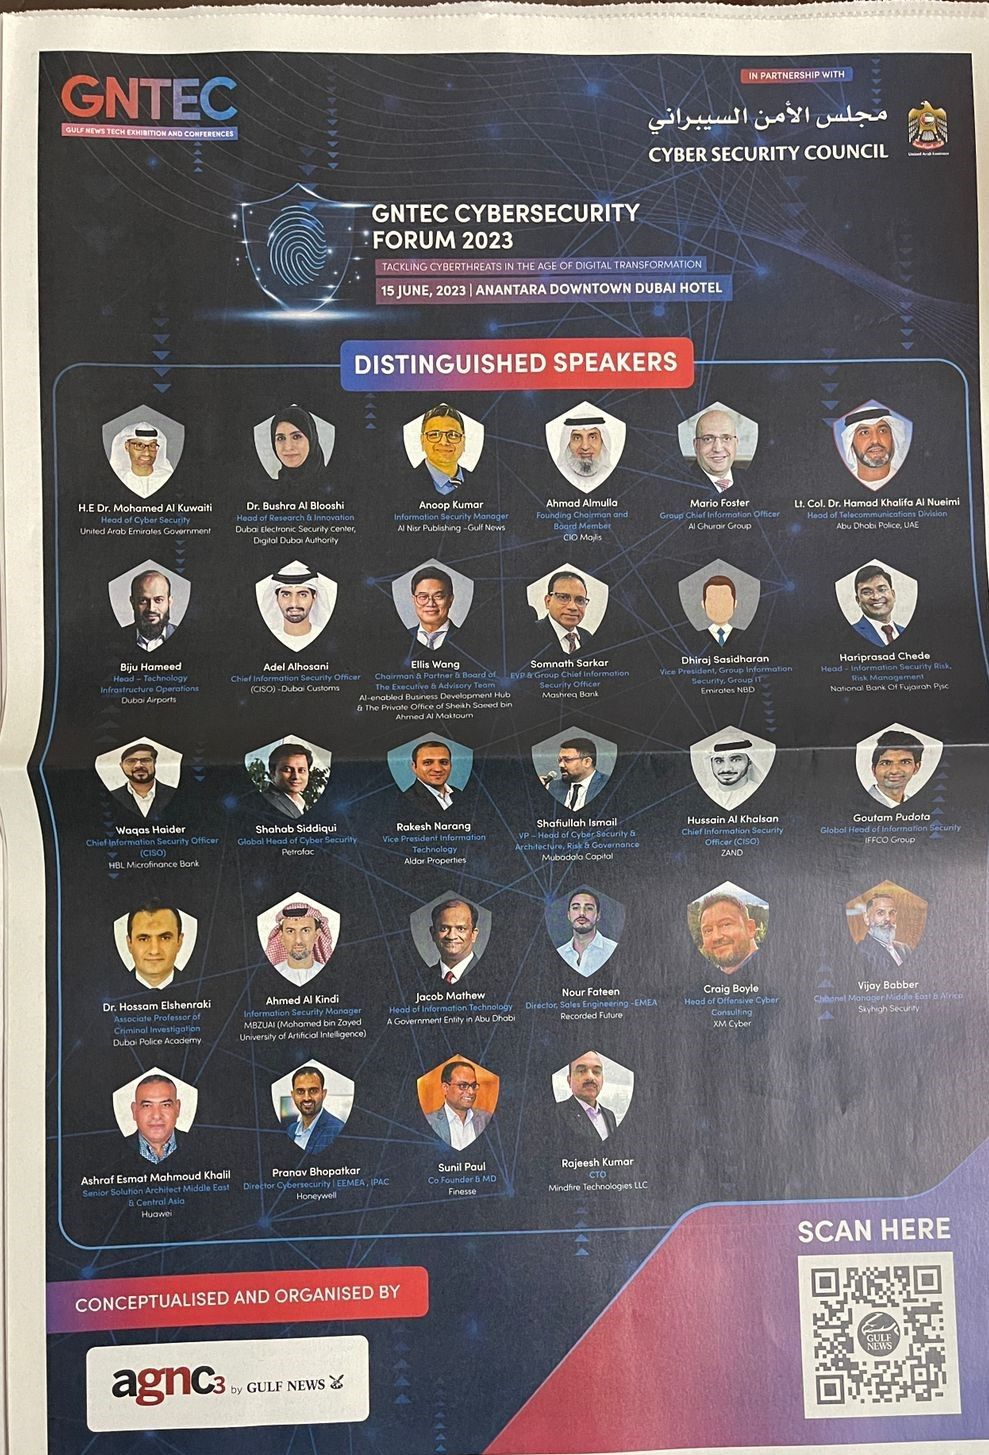 GNTEC
GULF NEWS TECH EXHIBITION AND CONFERENCES
IN PARTNERSHIP WITH
مجلس الأمن السيبراني
CYBER SECURITY COUNCIL
United Arab Emirates
GNTEC CYBERSECURITY
FORUM 2023
TACKLING CYBERTHREATS IN THE AGE OF DIGITAL TRANSFORMATION
15 JUNE, 2023 | ANANTARA DOWNTOWN DUBAI HOTEL
DISTINGUISHED SPEAKERS
H.E Dr. Mohamed Al Kuwaiti
Head of Cyber Security
United Arab Emirates Government
Dr. Bushra Al Blooshi
Head of Research & Innovation
Dubai Electronic Security center,
Digital Dubai Authority
Anoop Kumar
Information Security Manager
Al Nisr Publishing -Gulf News
Ahmad Almulla
Founding Chairman and
Board Member
CIO Majlis
Mario Foster
Group Chief Information Officer
Al Ghurair Group
Lt. Col. Dr. Hamad Khalifa Al Nueimi
Head of Telecommunications Division
Abu Dhabi Police, UAE
Biju Hameed
Head – Technology
Infrastructure Operations
Dubai Airports
Adel Alhosani
Chief Information Security Officer
(CISO) -Dubai Customs
Ellis Wang
Chairman & Partner & Board of
The Executive & Advisory Team
AI-enabled Business Development Hub
& The Private Office of Sheikh Saeed bin
Ahmed Al Maktoum
Somnath Sarkar
EVP & Group Chief Information
Security Officer
Mashreq Bank
Dhiraj Sasidharan
Vice President, Group Information
Security, Group IT
Emirates NBD
Hariprasad Chede
Head – Information Security Risk,
Risk Management
National Bank Of Fujairah Pjsc
Waqas Haider
Chief Information Security Officer
(CISO)
HBL Microfinance Bank
Shahab Siddiqui
Global Head of Cyber Security
Petrofac
Rakesh Narang
Vice President Information
Technology
Aldar Properties
Shafiullah Ismail
VP – Head of Cyber Security &
Architecture, Risk & Governance
Mubadala Capital
Hussain Al Khalsan
Chief Information Security
Officer (CISO)
ZAND
Goutam Pudota
Global Head of Information Security
IFFCO Group
Dr. Hossam Elshenraki
Associate Professor of
Criminal Investigation
Dubai Police Academy
Ahmed Al Kindi
Information Security Manager
MBZUAI (Mohamed bin Zayed
University of Artificial Intelligence)
Jacob Mathew
Head of Information Technology
A Government Entity in Abu Dhabi
Nour Fateen
Director, Sales Engineering -EMEA
Recorded Future
Craig Boyle
Head of Offensive Cyber
Consulting
XM Cyber
Vijay Babber
Channel Manager Middle East & Africa
Skyhigh Security
Ashraf Esmat Mahmoud Khalil
Senior Solution Architect Middle East
& Central Asia
Huawei
Pranav Bhopatkar
Director Cybersecurity | EEMEA , IPAC
Honeywell
Sunil Paul
Co Founder & MD
Finesse
Rajeesh Kumar
CTO
Mindfire Technologies LLC
SCAN HERE
GULF
NEWS
CONCEPTUALISED AND ORGANISED BY
agnc3 by GULF NEWS